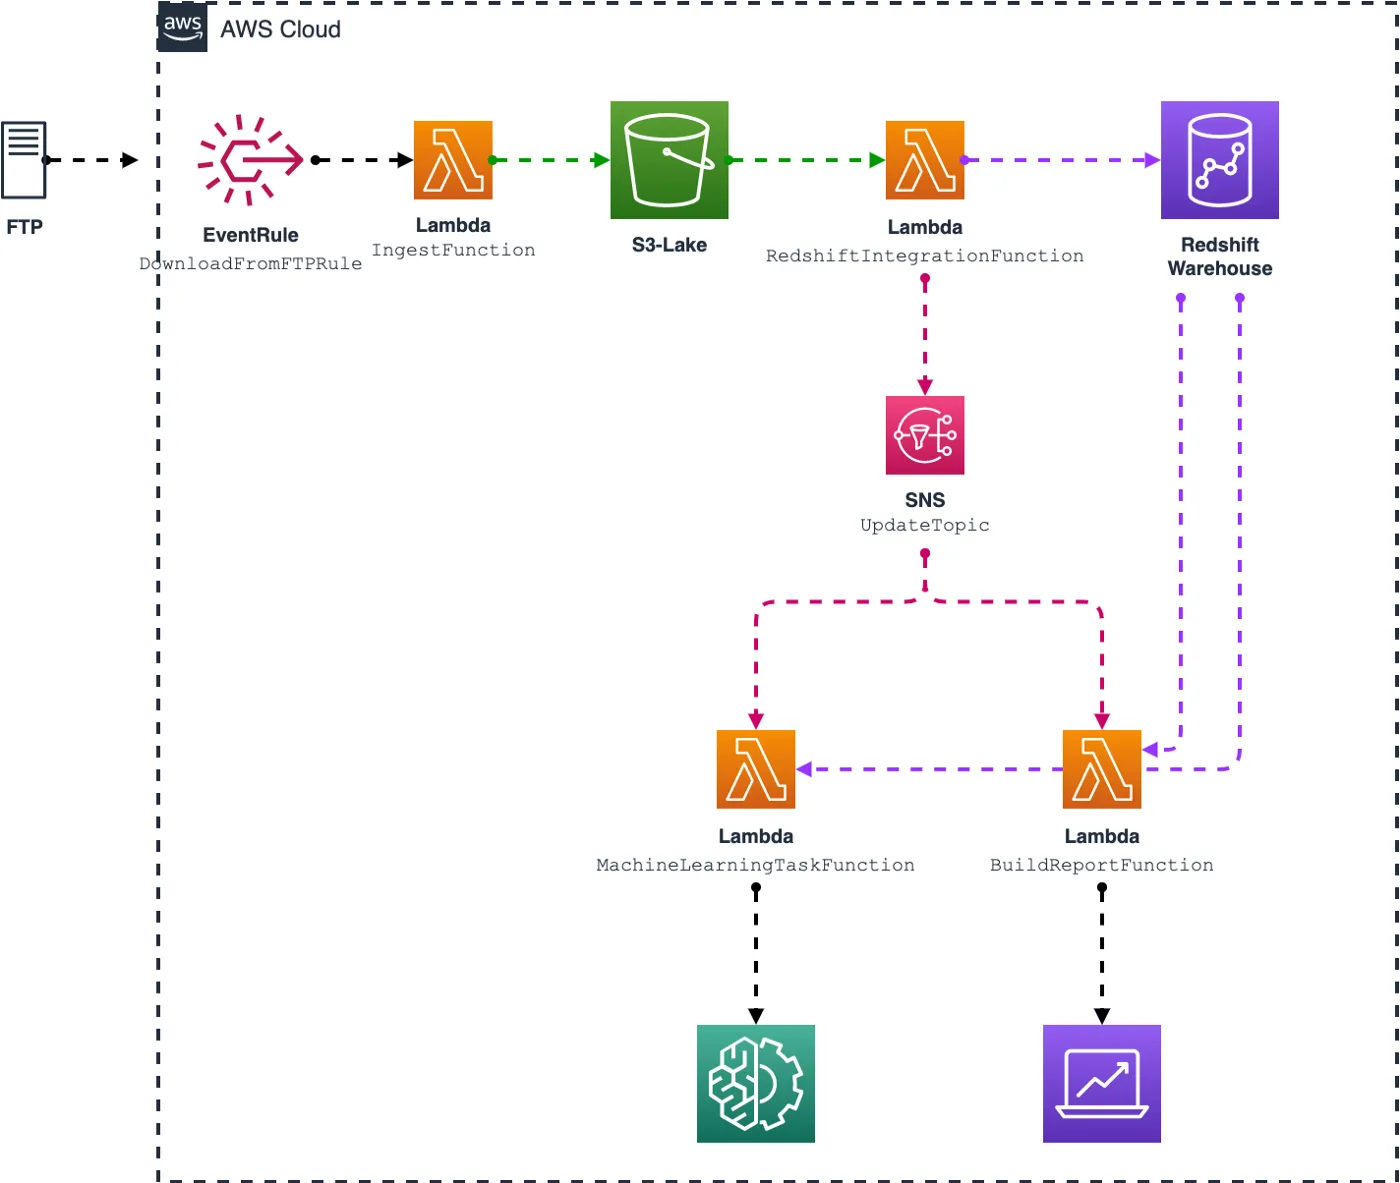 aws
AWS Cloud
FTP
EventRule
DownloadFromFTPRule
Lambda
IngestFunction
S3-Lake
Lambda
RedshiftIntegrationFunction
Redshift
Warehouse
SNS
UpdateTopic
Lambda
MachineLearningTaskFunction
Lambda
BuildReportFunction